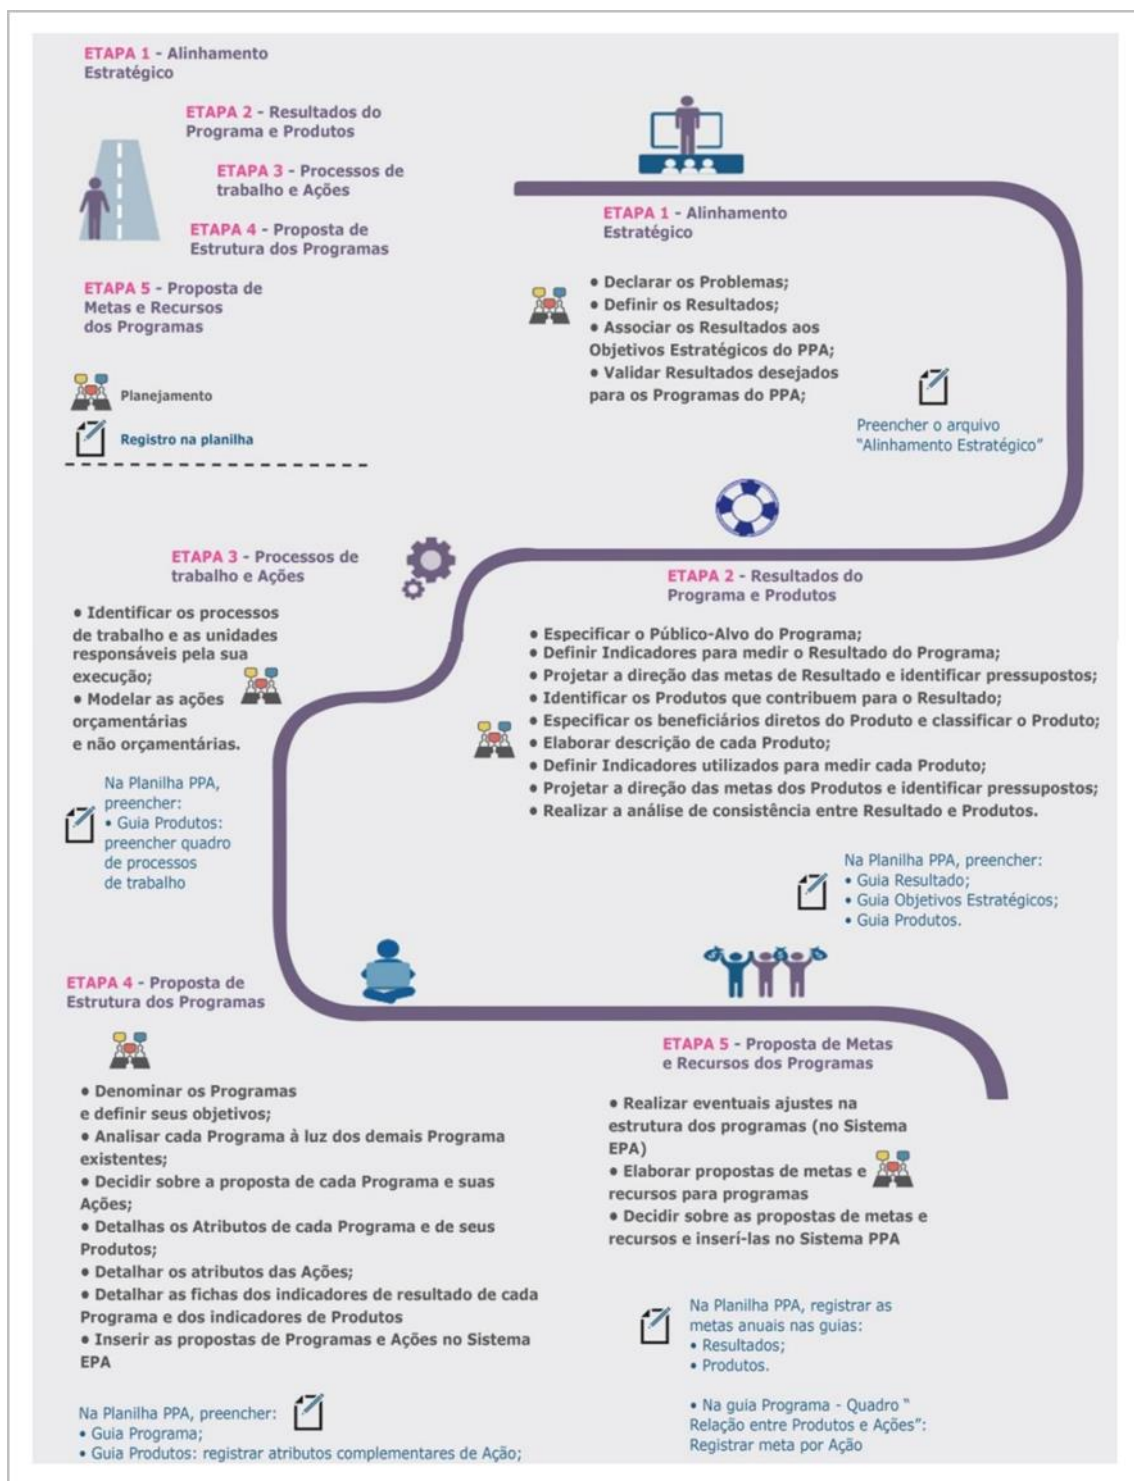 ETAPA 1 - Alinhamento
Estratégico
ETAPA 2 - Resultados do
Programa e Produtos
ETAPA 3 - Processos de
trabalho e Ações
ETAPA 4 - Proposta de
Estrutura dos Programas
ETAPA 5 - Proposta de
Metas e Recursos
dos Programas
Planejamento
Registro na planilha
ETAPA 1 - Alinhamento
Estratégico
● Declarar os Problemas;
● Definir os Resultados;
● Associar os Resultados aos
Objetivos Estratégicos do PPA;
● Validar Resultados desejados
para os Programas do PPA;
Preencher o arquivo
“Alinhamento Estratégico”
ETAPA 2 - Resultados do
Programa e Produtos
● Especificar o Público-Alvo do Programa;
● Definir Indicadores para medir o Resultado do Programa;
● Projetar a direção das metas de Resultado e identificar pressupostos;
● Identificar os Produtos que contribuem para o Resultado;
● Especificar os beneficiários diretos do Produto e classificar o Produto;
● Elaborar descrição de cada Produto;
● Definir Indicadores utilizados para medir cada Produto;
● Projetar a direção das metas dos Produtos e identificar pressupostos;
● Realizar a análise de consistência entre Resultado e Produtos.
Na Planilha PPA, preencher:
• Guia Resultado;
• Guia Objetivos Estratégicos;
• Guia Produtos.
ETAPA 3 - Processos de
trabalho e Ações
● Identificar os processos
de trabalho e as unidades
responsáveis pela sua
execução;
● Modelar as ações
orçamentárias
e não orçamentárias.
Na Planilha PPA,
preencher:
• Guia Produtos:
preencher quadro
de processos
de trabalho
ETAPA 4 - Proposta de
Estrutura dos Programas
● Denominar os Programas
e definir seus objetivos;
● Analisar cada Programa à luz dos demais Programa
existentes;
● Decidir sobre a proposta de cada Programa e suas
Ações;
● Detalhas os Atributos de cada Programa e de seus
Produtos;
● Detalhar os atributos das Ações;
● Detalhar as fichas dos indicadores de resultado de cada
Programa e dos indicadores de Produtos
● Inserir as propostas de Programas e Ações no Sistema
EPA
Na Planilha PPA, preencher:
• Guia Programa;
• Guia Produtos: registrar atributos complementares de Ação;
ETAPA 5 - Proposta de Metas
e Recursos dos Programas
● Realizar eventuais ajustes na
estrutura dos programas (no Sistema
EPA)
● Elaborar propostas de metas e
recursos para programas
● Decidir sobre as propostas de metas e
recursos e inserí-las no Sistema PPA
Na Planilha PPA, registrar as
metas anuais nas guias:
• Resultados;
• Produtos.
• Na guia Programa - Quadro “
Relação entre Produtos e Ações”:
Registrar meta por Ação